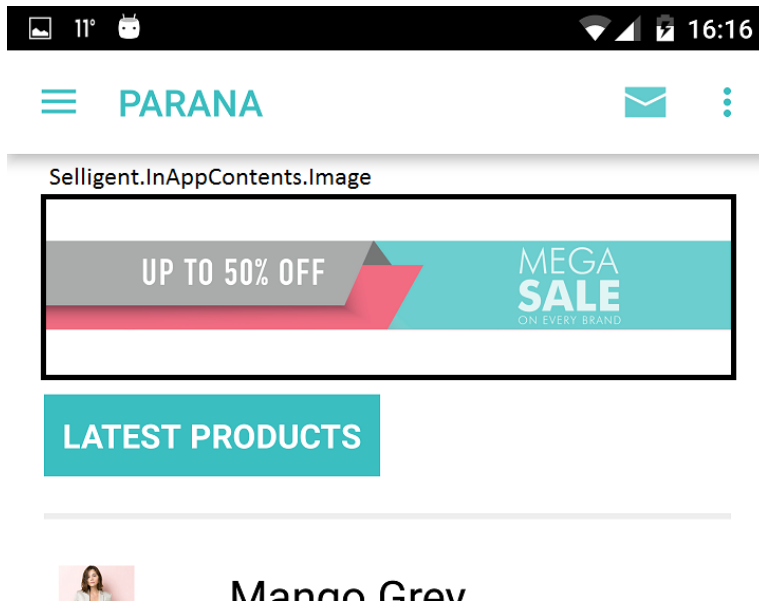 11° 16:16
PARANA
Selligent.InAppContents.Image
UP TO 50% OFF
MEGA
SALE
ON EVERY BRAND
LATEST PRODUCTS
Mango Grey